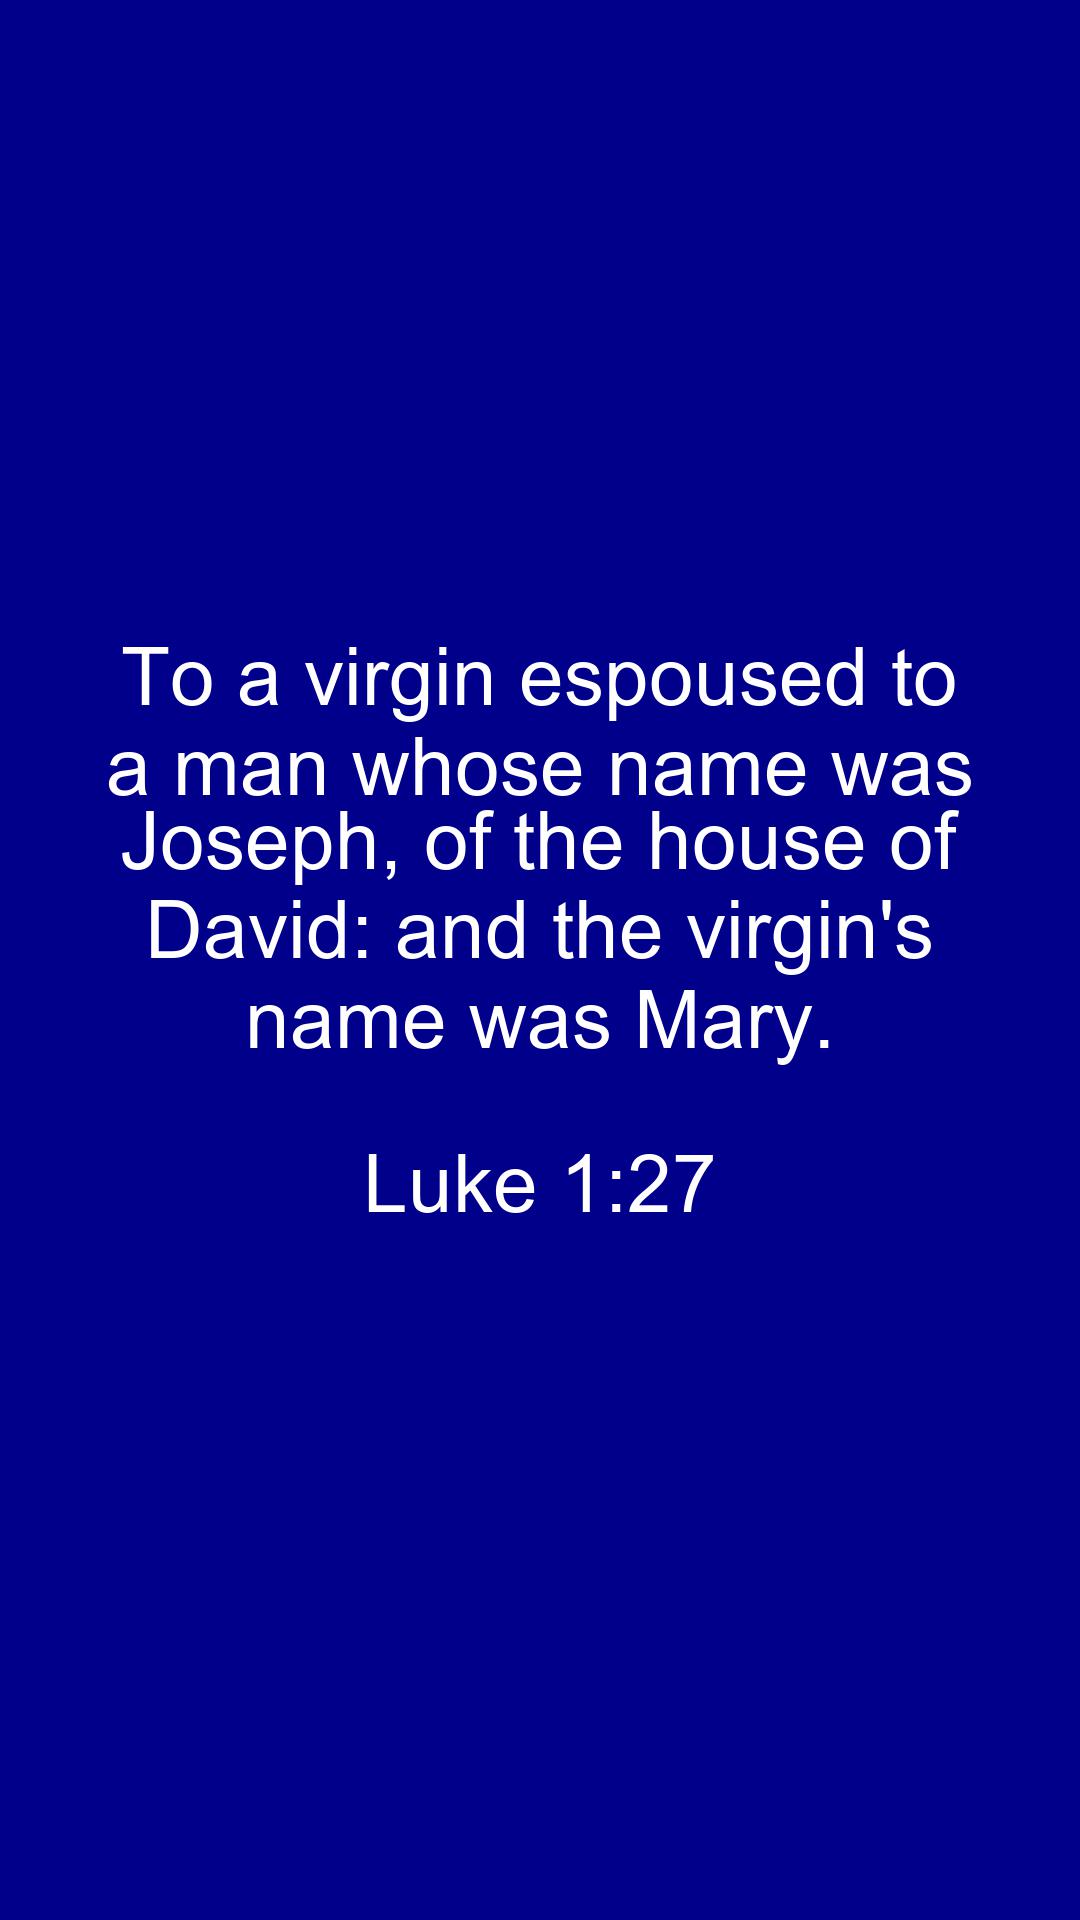 To a virgin espoused to
a man whose name was
Joseph, of the house of
David: and the virgin's
name was Mary.
Luke 1:27